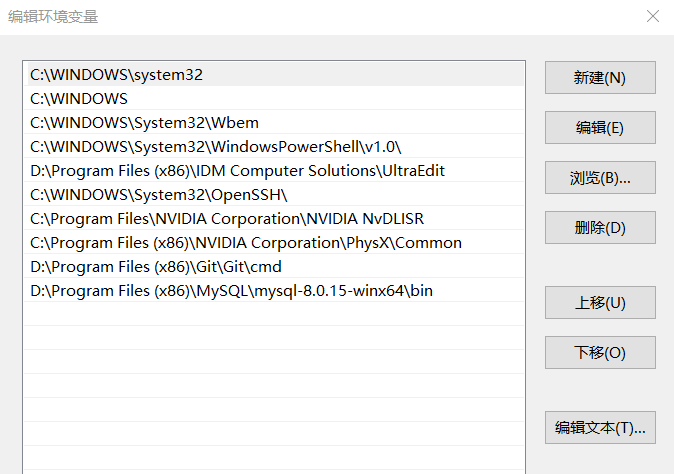 编辑环境变量
C:\WINDOWS\system32
C:\WINDOWS
C:\WINDOWS\System32\Wbem
C:\WINDOWS\System32\WindowsPowerShell\v1.0\
D:\Program Files (x86)\IDM Computer Solutions\UltraEdit
C:\WINDOWS\System32\OpenSSH\
C:\Program Files\NVIDIA Corporation\NVIDIA NvDLISR
C:\Program Files (x86)\NVIDIA Corporation\PhysX\Common
D:\Program Files (x86)\Git\Git\cmd
D:\Program Files (x86)\MySQL\mysql-8.0.15-winx64\bin
新建(N)
编辑(E)
浏览(B)...
删除(D)
上移(U)
下移(O)
编辑文本(T)...